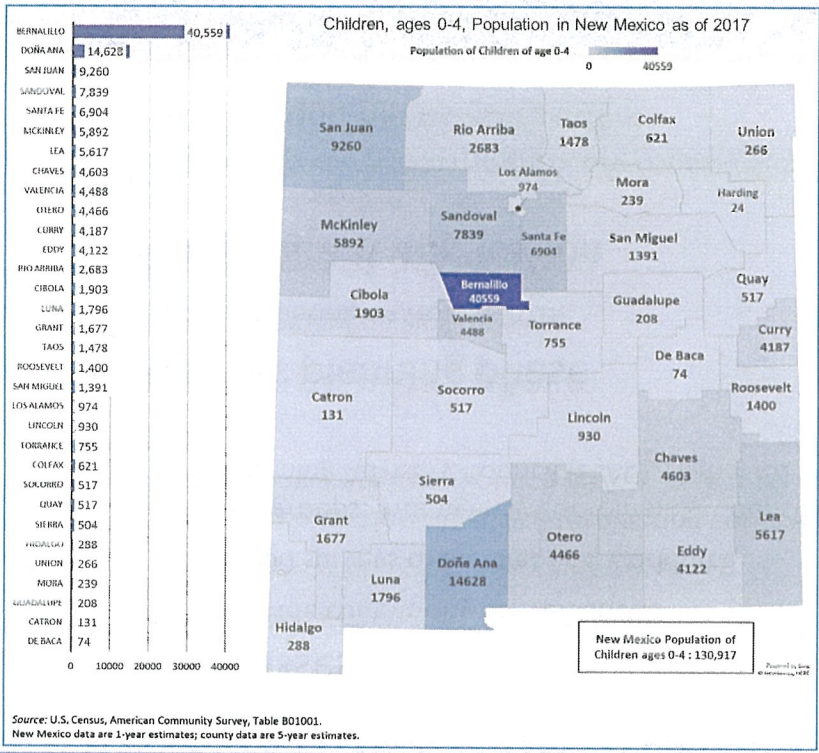 Children, ages 0-4, Population in New Mexico as of 2017
Population of Children of age 0-4
0 40559
BERNALILLO 40,559
DOÑA ANA 14,628
SAN JUAN 9,260
SANDOVAL 7,839
SANTA FE 6,904
MCKINLEY 5,892
LEA 5,617
CHAVES 4,603
VALENCIA 4,488
OTERO 4,466
CURRY 4,187
EDDY 4,122
RIO ARRIBA 2,683
CIBOLA 1,903
LUNA 1,796
GRANT 1,677
TAOS 1,478
ROOSEVELT 1,400
SAN MIGUEL 1,391
LOS ALAMOS 974
LINCOLN 930
TORRANCE 755
COLFAX 621
SOCORRO 517
QUAY 517
SIERRA 504
HIDALGO 288
UNION 266
MORA 239
GUADALUPE 208
CATRON 131
DE BACA 74
0 10000 20000 30000 40000
San Juan
9260
Rio Arriba
2683
Taos
1478
Colfax
621
Union
266
Los Alamos
974
Mora
239
Harding
24
McKinley
5892
Sandoval
7839
Santa Fe
6904
San Miguel
1391
Bernalillo
40559
Cibola
1903
Valencia
4488
Torrance
755
Guadalupe
208
Quay
517
Curry
4187
De Baca
74
Roosevelt
1400
Catron
131
Socorro
517
Lincoln
930
Chaves
4603
Sierra
504
Grant
1677
Luna
1796
Doña Ana
14628
Otero
4466
Eddy
4122
Lea
5617
Hidalgo
288
New Mexico Population of
Children ages 0-4 : 130,917
Powered by Bing
Source: U.S. Census, American Community Survey, Table B01001.
New Mexico data are 1-year estimates; county data are 5-year estimates.